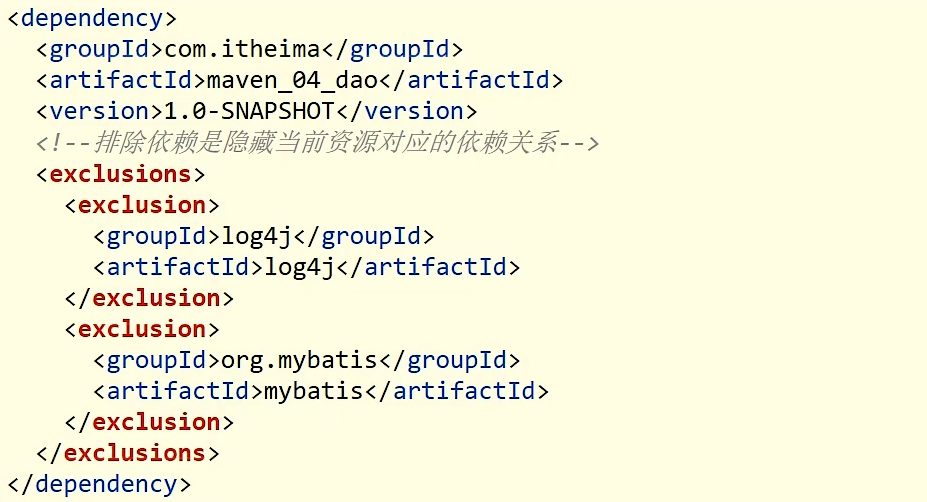 <dependency>
<groupId>com.itheima</groupId>
<artifactId>maven_04_dao</artifactId>
<version>1.0-SNAPSHOT</version>
<!--排除依赖是隐藏当前资源对应的依赖关系-->
<exclusions>
<exclusion>
<groupId>log4j</groupId>
<artifactId>log4j</artifactId>
</exclusion>
<exclusion>
<groupId>org.mybatis</groupId>
<artifactId>mybatis</artifactId>
</exclusion>
</exclusions>
</dependency>